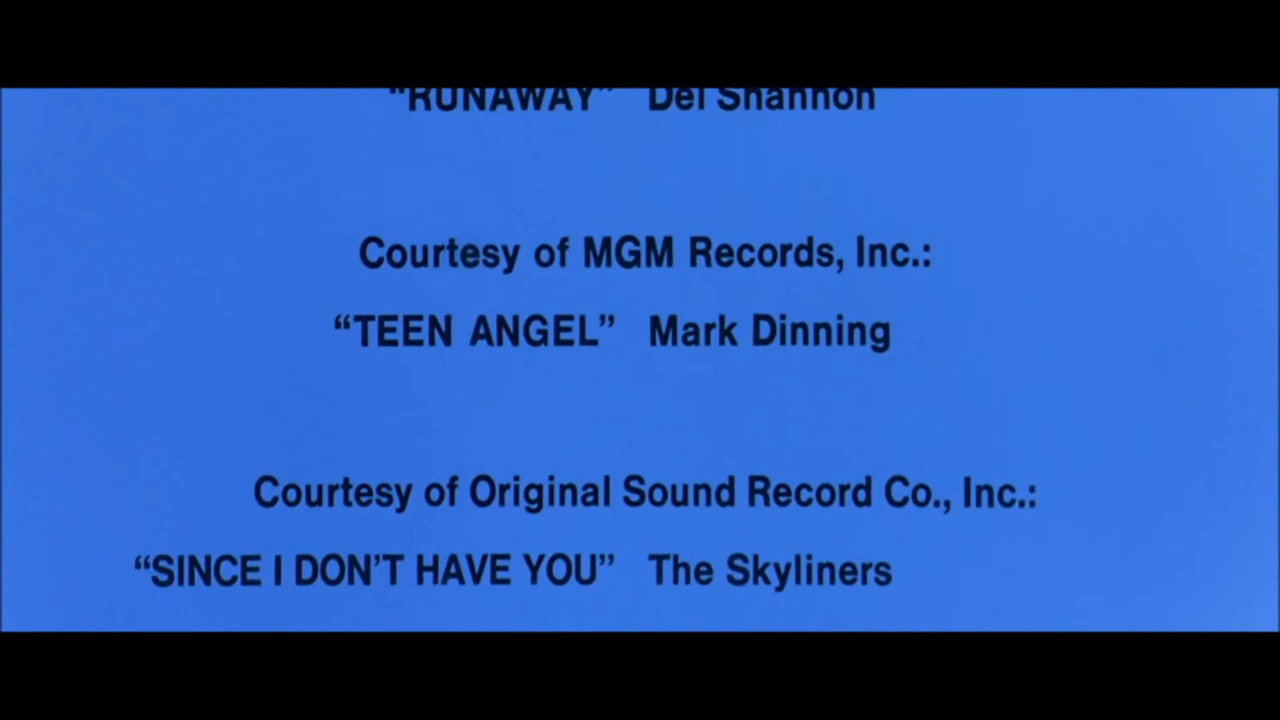 “RUNAWAY” Del Shannon
Courtesy of MGM Records, Inc.:
“TEEN ANGEL” Mark Dinning
Courtesy of Original Sound Record Co., Inc.:
“SINCE I DON’T HAVE YOU” The Skyliners